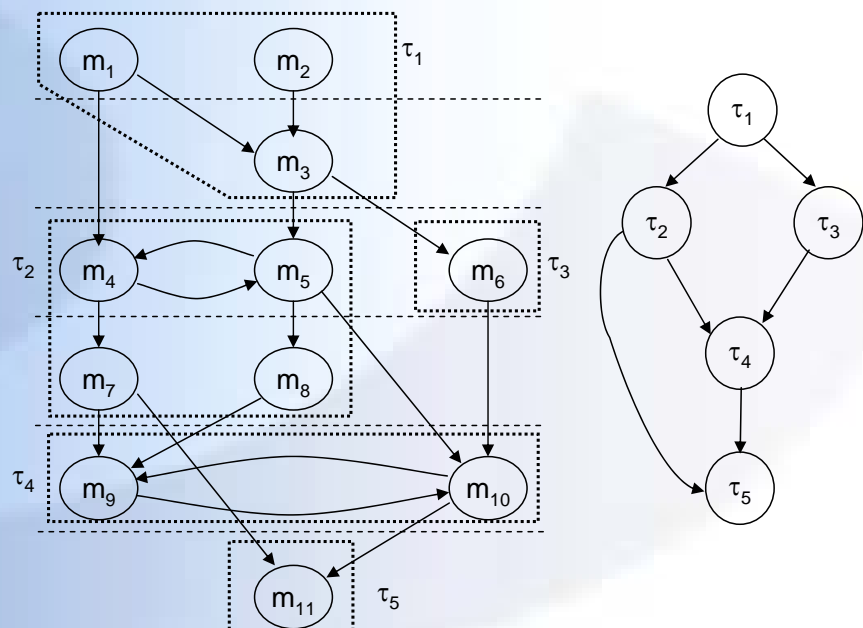 m₁ m₂ τ₁
τ₁
m₃
τ₂ m₄ m₅ m₆ τ₃
τ₂ τ₃
m₇ m₈
τ₄
τ₄ m₉ m₁₀
τ₅
m₁₁ τ₅